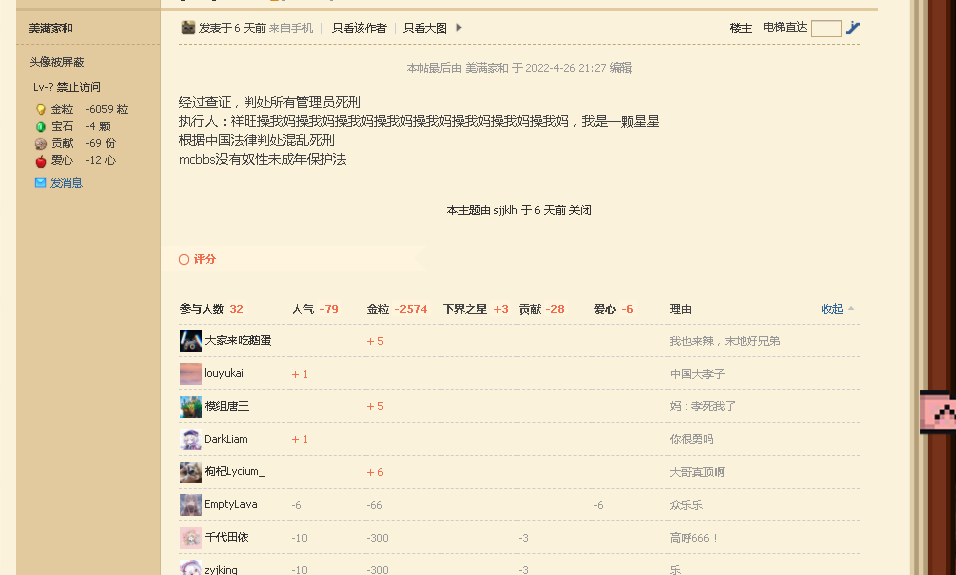 美满家和
头像被屏蔽
Lv-? 禁止访问
金粒 -6059 粒
宝石 -4 颗
贡献 -69 份
爱心 -12 心
发消息
发表于 6 天前 来自手机 | 只看该作者 | 只看大图
楼主 电梯直达
本帖最后由 美满家和 于 2022-4-26 21:27 编辑
经过查证，判处所有管理员死刑
执行人：祥旺操我妈操我妈操我妈操我妈操我妈操我妈操我妈操我妈，我是一颗星星
根据中国法律判处混乱死刑
mcbbs没有奴性未成年保护法
本主题由 sjjklh 于 6 天前 关闭
评分
参与人数 32 人气 -79 金粒 -2574 下界之星 +3 贡献 -28 爱心 -6 理由 收起
大家来吃鹅蛋 + 5 我也来辣，末地好兄弟
louyukai + 1 中国大孝子
模组唐三 + 5 妈：孝死我了
DarkLiam + 1 你很勇吗
枸杞Lycium_ + 6 大哥真顶啊
EmptyLava -6 -66 -6 众乐乐
千代田依 -10 -300 -3 高呼666！
zyjking -10 -300 -3 乐